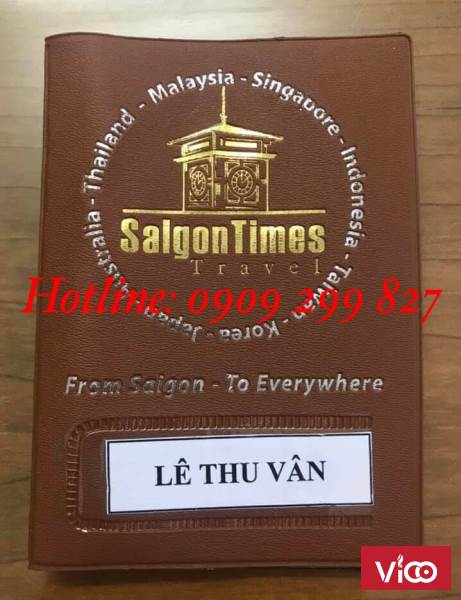 Australia - Thailand - Malaysia - Singapore - Indonesia - Taiwan - Korea - Japan -
SaigonTimes
Travel
Hotline: 0909 299 827
From Saigon - To Everywhere
LÊ THU VÂN
Vicoo